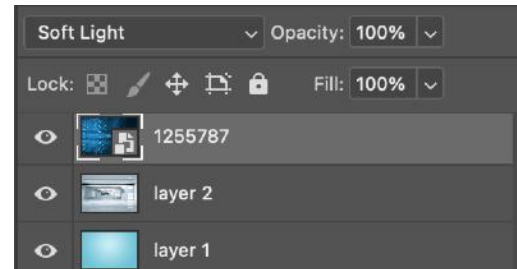 Soft Light Opacity: 100%
Lock: Fill: 100%
1255787
layer 2
layer 1